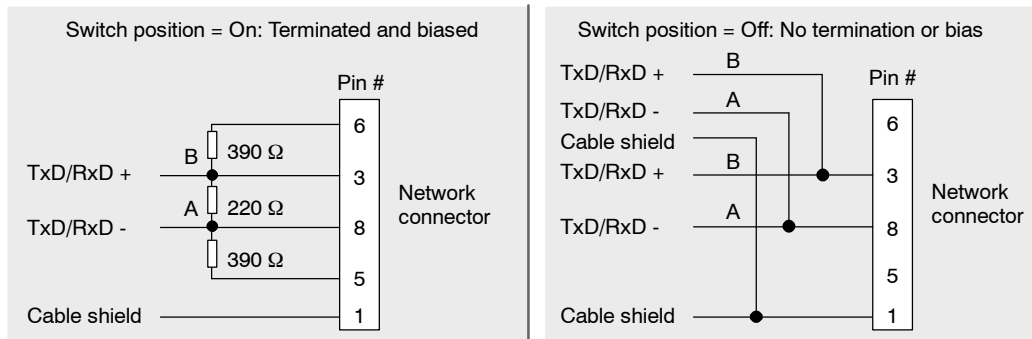 Switch position = On: Terminated and biased
Pin #
6
390 Ω
B
TxD/RxD +
3
220 Ω
A
TxD/RxD -
8
390 Ω
5
Cable shield
1
Network
connector
Switch position = Off: No termination or bias
B
TxD/RxD +
Pin #
A
TxD/RxD -
6
Cable shield
B
TxD/RxD +
3
A
TxD/RxD -
8
5
Cable shield
1
Network
connector